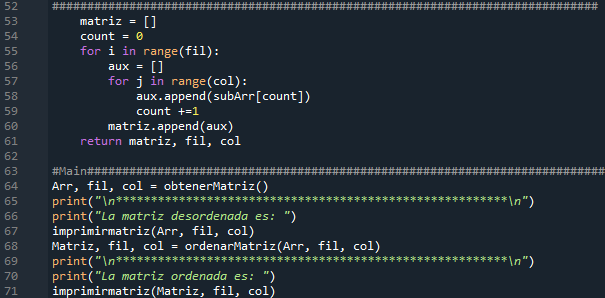 52 ##############################################################################
53 matriz = []
54 count = 0
55 for i in range(fil):
56 aux = []
57 for j in range(col):
58 aux.append(subArr[count])
59 count +=1
60 matriz.append(aux)
61 return matriz, fil, col
62
63 #Main##########################################################################
64 Arr, fil, col = obtenerMatriz()
65 print("\n********************************************************\n")
66 print("La matriz desordenada es: ")
67 imprimirmatriz(Arr, fil, col)
68 Matriz, fil, col = ordenarMatriz(Arr, fil, col)
69 print("\n********************************************************\n")
70 print("La matriz ordenada es: ")
71 imprimirmatriz(Matriz, fil, col)